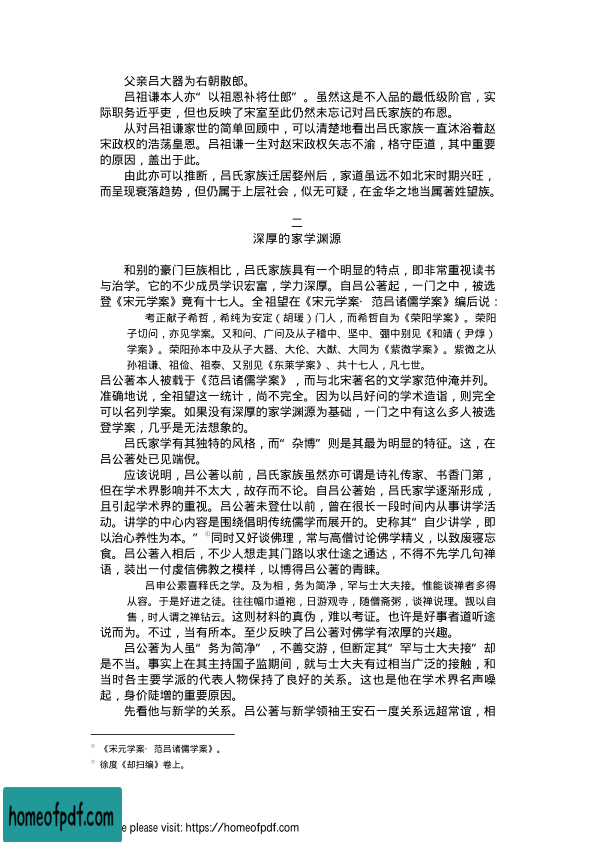 父亲吕大器为右朝散郎。
吕祖谦本人亦“以祖恩补将仕郎”。虽然这是不入品的最低级阶官，实
际职务近乎吏，但也反映了宋室至此仍然未忘记对吕氏家族的布恩。
从对吕祖谦家世的简单回顾中，可以清楚地看出吕氏家族一直沐浴着赵
宋政权的浩荡皇恩。吕祖谦一生对赵宋政权矢志不渝，格守臣道，其中重要
的原因，盖出于此。
由此亦可以推断，吕氏家族迁居婺州后，家道虽远不如北宋时期兴旺，
而呈现衰落趋势，但仍属于上层社会，似无可疑，在金华之地当属著姓望族。
二
深厚的家学渊源
和别的豪门巨族相比，吕氏家族具有一个明显的特点，即非常重视读书
与治学。它的不少成员学识宏富，学力深厚。自吕公著起，一门之中，被选
登《宋元学案》竟有十七人。全祖望在《宋元学案·范吕诸儒学案》编后说：
考正献子希哲，希纯为安定（胡瑗）门人，而希哲自为《荥阳学案》。荥阳
子切问，亦见学案。又和问、广问及从子稽中、坚中、弸中别见《和靖（尹焞）
学案》。荥阳孙本中及从子大器、大伦、大猷、大同为《紫微学案》。紫微之从
孙祖谦、祖俭、祖泰、又别见《东莱学案》、共十七人，凡七世。
吕公著本人被载于《范吕诸儒学案》，而与北宋著名的文学家范仲淹并列。
准确地说，全祖望这一统计，尚不完全。因为以吕好问的学术造诣，则完全
可以名列学案。如果没有深厚的家学渊源为基础，一门之中有这么多人被选
登学案，几乎是无法想象的。
吕氏家学有其独特的风格，而“杂博”则是其最为明显的特征。这，在
吕公著处已见端倪。
应该说明，吕公著以前，吕氏家族虽然亦可谓是诗礼传家、书香门第，
但在学术界影响并不太大，故存而不论。自吕公著始，吕氏家学逐渐形成，
且引起学术界的重视。吕公著未登仕以前，曾在很长一段时间内从事讲学活
动。讲学的中心内容是围绕倡明传统儒学而展开的。史称其“自少讲学，即
以治心养性为本。”①同时又好谈佛理，常与高僧讨论佛学精义，以致废寝忘
食。吕公著入相后，不少人想走其门路以求仕途之通达，不得不先学几句禅
语，装出一付虔信佛教之模样，以博得吕公著的青睐。
吕申公素喜释氏之学。及为相，务为简净，罕与士大夫接。惟能谈禅者多得
从容。于是好进之徒。往往幅巾道袍，日游观寺，随僧斋粥，谈禅说理。觊以自
售，时人谓之禅钻云。这则材料的真伪，难以考证。也许是好事者道听途
说而为。不过，当有所本。至少反映了吕公著对佛学有浓厚的兴趣。
吕公著为人虽“务为简净”，不善交游，但断定其“罕与士大夫接”却
是不当。事实上在其主持国子监期间，就与士大夫有过相当广泛的接触，和
当时各主要学派的代表人物保持了良好的关系。这也是他在学术界名声噪
起，身价陡增的重要原因。
先看他与新学的关系。吕公著与新学领袖王安石一度关系远超常谊，相
《宋元学案·范吕诸儒学案》。
徐度《却扫编》卷上。
homeofpdf.com
e please visit: https://homeofpdf.com